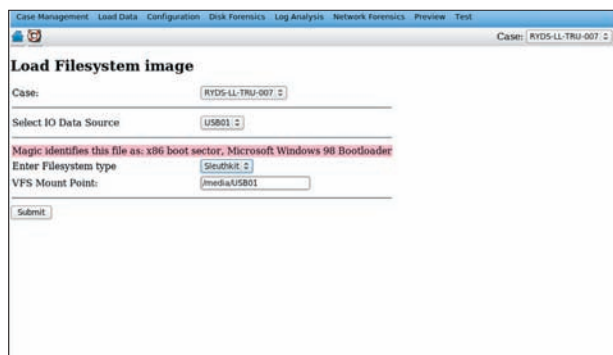 Case Management Load Data Configuration Disk Forensics Log Analysis Network Forensics Preview Test
Case: RYDS-LL-TRU-007
Load Filesystem image
Case: RYDS-LL-TRU-007
Select IO Data Source USB01
Magic identifies this file as: x86 boot sector, Microsoft Windows 98 Bootloader
Enter Filesystem type Sleuthkit
VFS Mount Point: /media/USB01
Submit